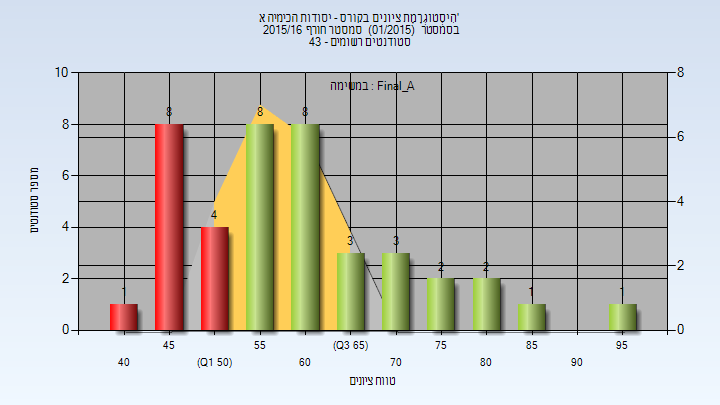 הִיסְטוֹגְרָמַת ציונים בקורס - יסודות הכימיה א'
בסמסטר (01/2015) סמסטר חורף 2015/16
סטודנטים רשומים - 43
במשימה : Final_A
מספר סטודנטים
10 8 6 4 2 0
8 6 4 2 0
1 8 4 8 8 3 3 2 2 1 1
45 55 (Q3 65) 75 85 95
40 (Q1 50) 60 70 80 90
טווח ציונים